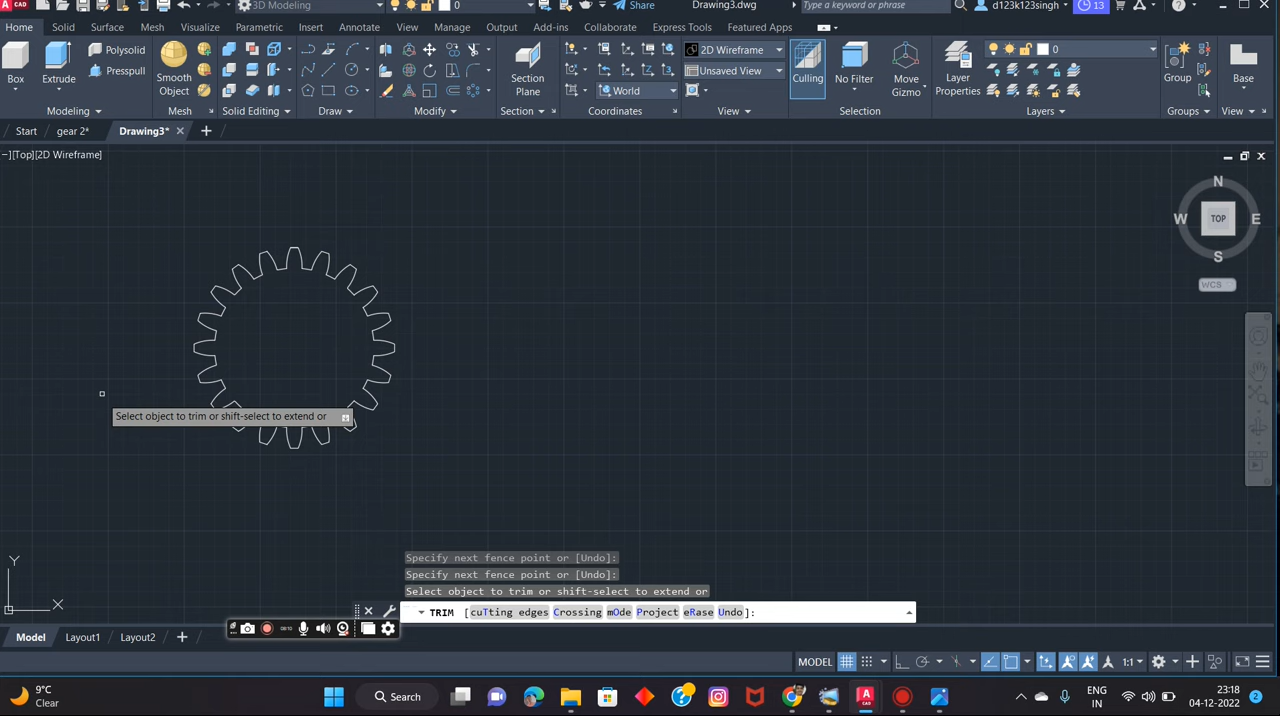 3D Modeling
0
Share
Drawing3.dwg
Type a keyword or phrase
d123k123singh
13
Home
Solid
Surface
Mesh
Visualize
Parametric
Insert
Annotate
View
Manage
Output
Add-ins
Collaborate
Express Tools
Featured Apps
Box
Extrude
Polysolid
Presspull
Smooth
Object
Section
Plane
World
2D Wireframe
Unsaved View
Culling
No Filter
Move
Gizmo
Layer
Properties
0
Group
Base
Modeling
Mesh
Solid Editing
Draw
Modify
Section
Coordinates
View
Selection
Layers
Groups
View
Start
gear 2*
Drawing3*
−][Top][2D Wireframe]
N
W
TOP
E
S
WCS
Select object to trim or shift-select to extend or
Specify next fence point or [Undo]:
Specify next fence point or [Undo]:
Select object to trim or shift-select to extend or
TRIM [cuTting edges Crossing mOde Project eRase Undo]:
Y
X
Model
Layout1
Layout2
MODEL
1:1
9°C
Clear
Search
ENG
IN
23:18
04-12-2022
2